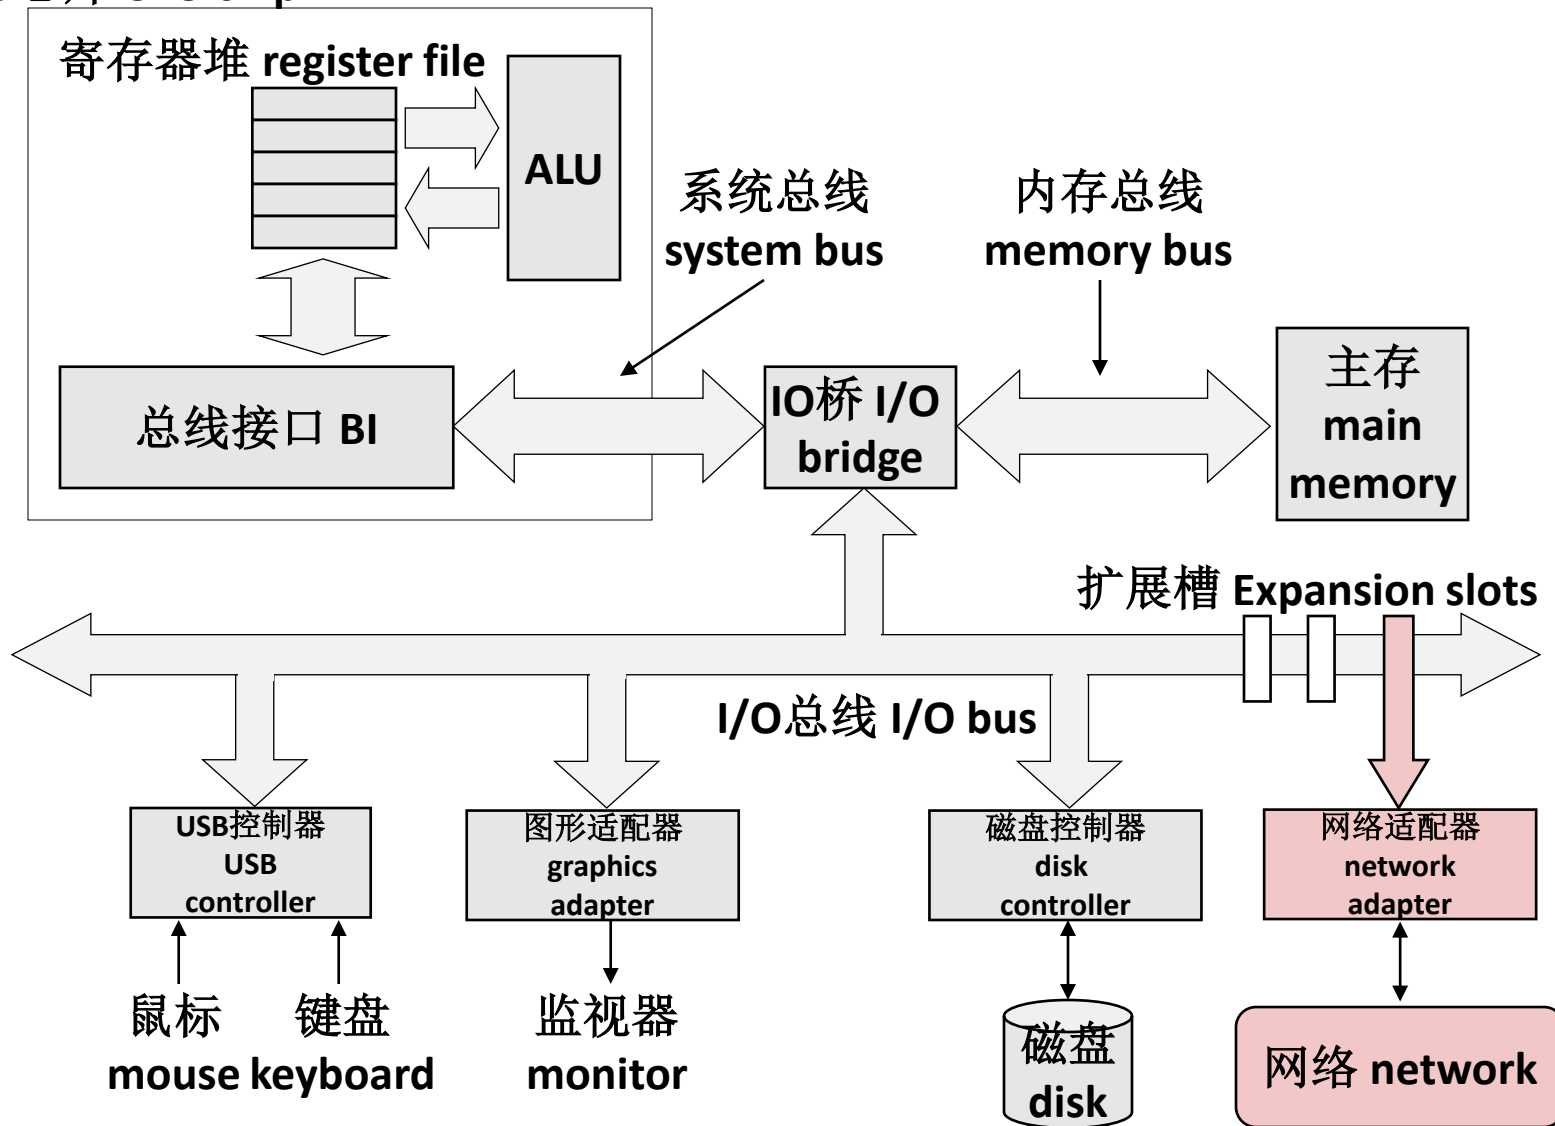 寄存器堆 register file
ALU
系统总线
system bus
内存总线
memory bus
总线接口 BI
IO桥 I/O
bridge
主存
main
memory
扩展槽 Expansion slots
I/O总线 I/O bus
USB控制器
USB
controller
图形适配器
graphics
adapter
磁盘控制器
disk
controller
网络适配器
network
adapter
鼠标 键盘
mouse keyboard
监视器
monitor
磁盘
disk
网络 network